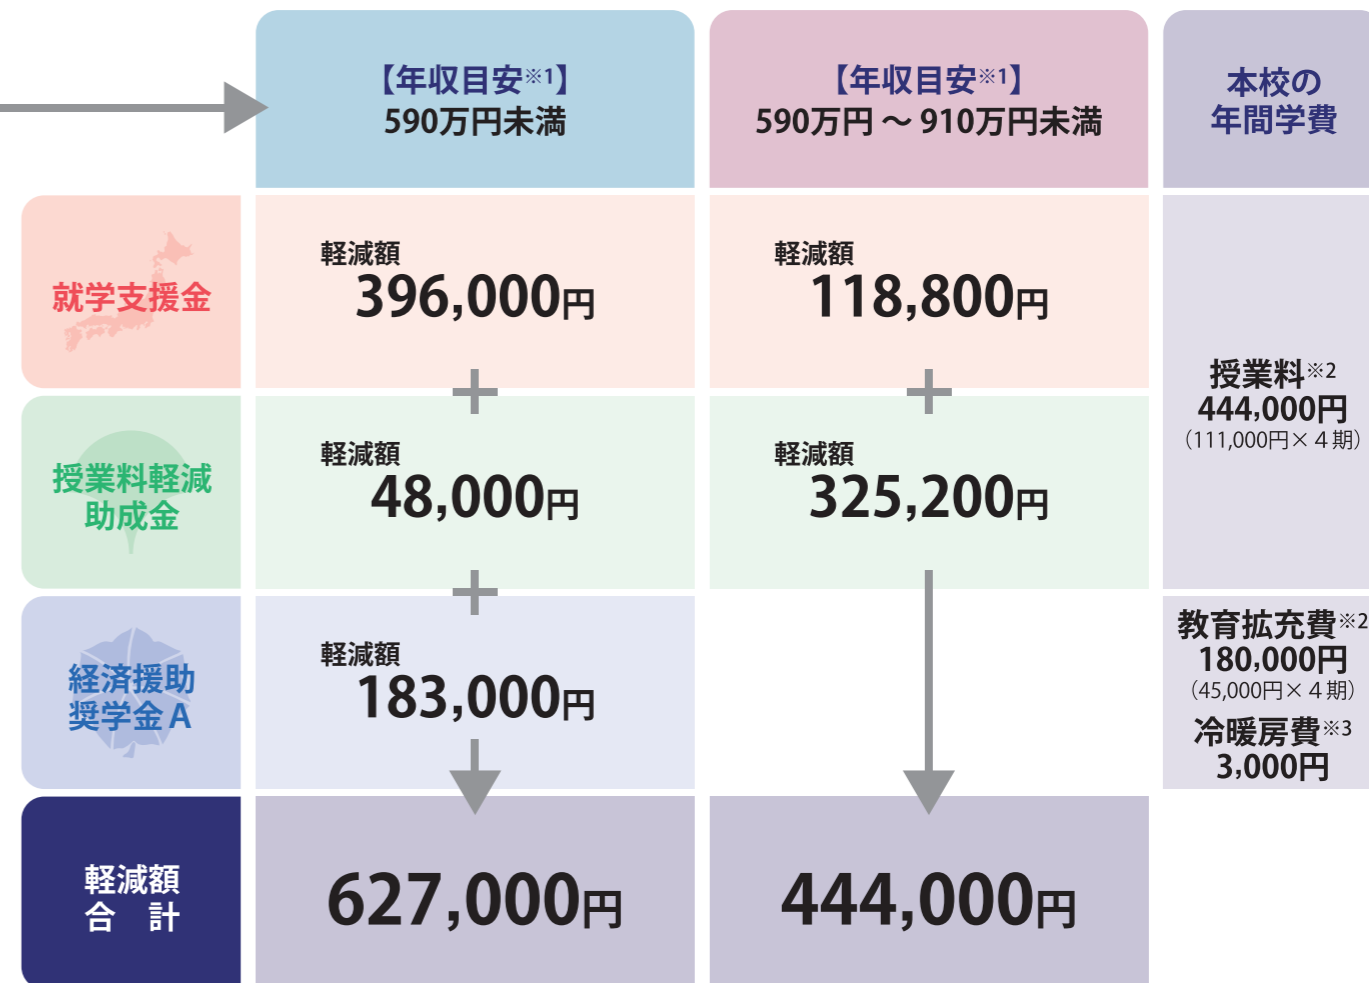 【年収目安※1】
590万円未満
【年収目安※1】
590万円 〜 910万円未満
本校の
年間学費
就学支援金
軽減額
396,000円
軽減額
118,800円
授業料※2
444,000円
（111,000円×４期）
+
+
授業料軽減
助成金
軽減額
48,000円
軽減額
325,200円
+
経済援助
奨学金 A
軽減額
183,000円
教育拡充費※2
180,000円
（45,000円×４期）
冷暖房費※3
3,000円
軽減額
合　計
627,000円
444,000円